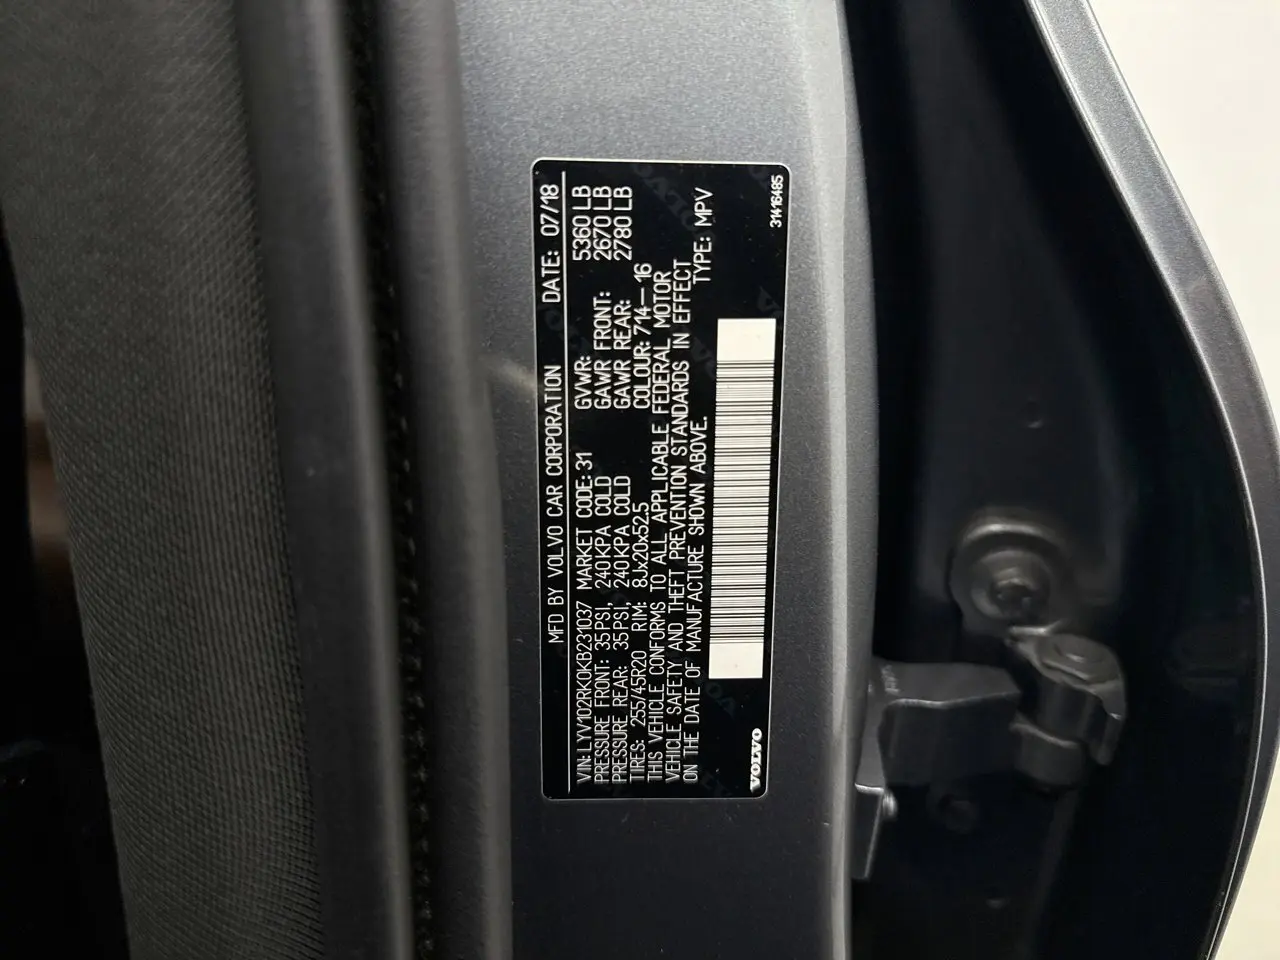 MFD BY VOLVO CAR CORPORATION DATE: 07/18
VIN: LYV102RK0KB231037 MARKET CODE: 31 GVWR: 5360 LB
PRESSURE FRONT: 35PSI, 240KPA COLD GAWR FRONT: 2670 LB
PRESSURE REAR: 35PSI, 240KPA COLD GAWR REAR: 2780 LB
TIRES: 255/45R20 RIM: 8Jx20x52.5 COLOUR: 714—16
THIS VEHICLE CONFORMS TO ALL APPLICABLE FEDERAL MOTOR
VEHICLE SAFETY AND THEFT PREVENTION STANDARDS IN EFFECT
ON THE DATE OF MANUFACTURE SHOWN ABOVE. TYPE: MPV
VOLVO 31416485